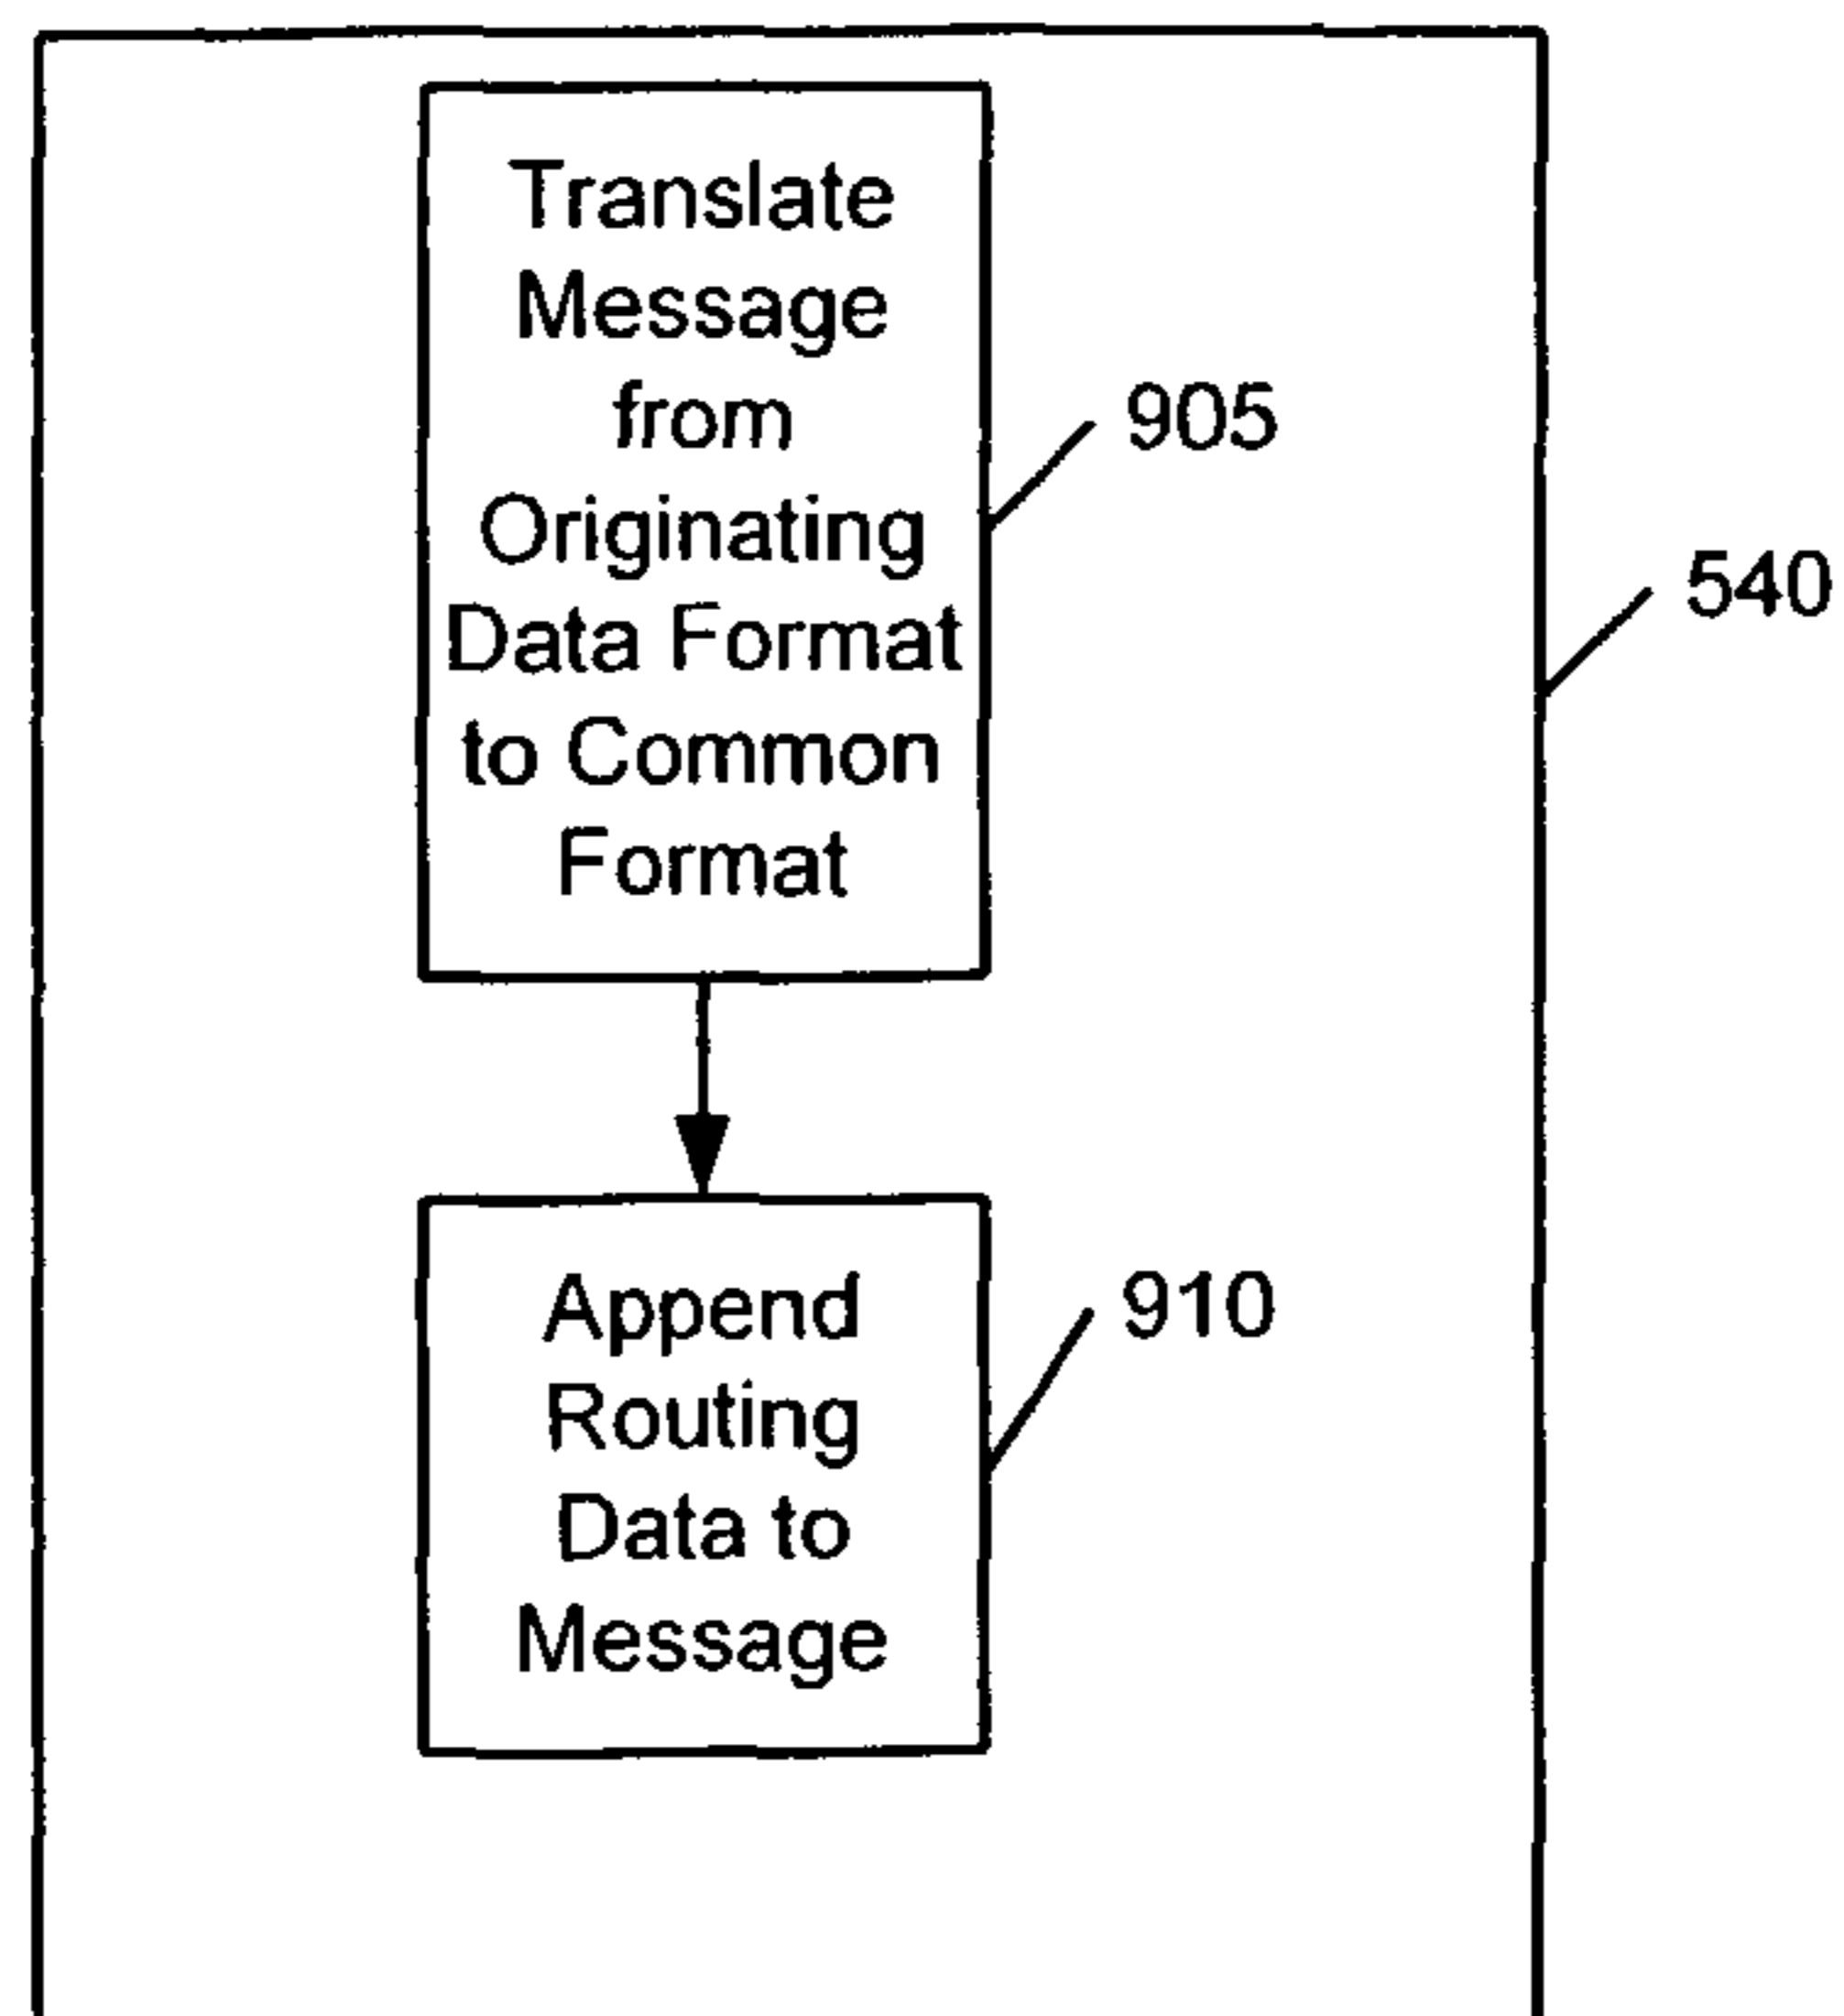 Translate
Message
from
Originating
Data Format
to Common
Format
905
540
Append
Routing
Data to
Message
910